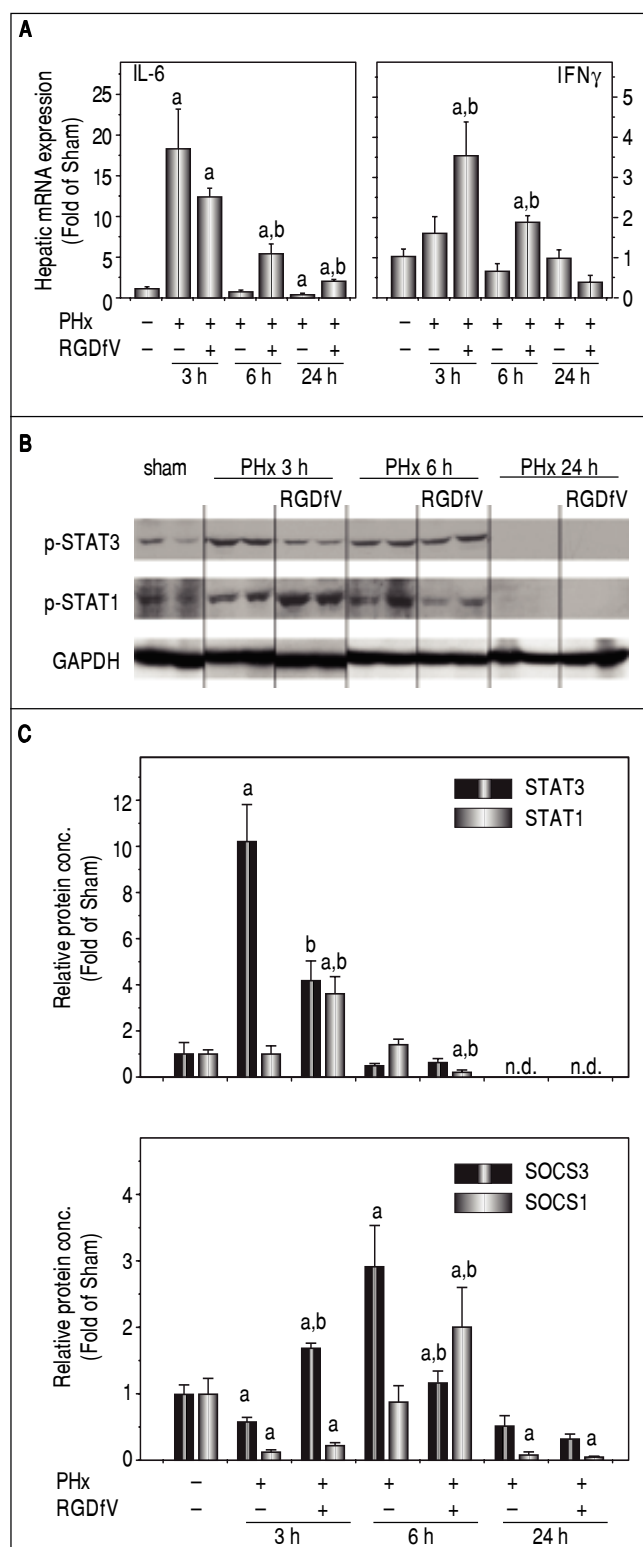 A
IL-6
IFNγ
Hepatic mRNA expression
(Fold of Sham)
25
20
15
10
5
0
5
4
3
2
1
0
a
a
a,b
a
a,b
a,b
a,b
PHx
− + + + + + +
− + + + + + +
RGDfV
− − + − + − +
− − + − + − +
3 h 6 h 24 h
3 h 6 h 24 h
B
sham PHx 3 h PHx 6 h PHx 24 h
RGDfV RGDfV RGDfV
p-STAT3
p-STAT1
GAPDH
C
Relative protein conc.
(Fold of Sham)
12
10
8
6
4
2
0
STAT3
STAT1
a
b
a,b
a,b
n.d. n.d.
Relative protein conc.
(Fold of Sham)
4
3
2
1
0
SOCS3
SOCS1
a
a
a,b
a
a
a,b
a,b
a
a
PHx − + + + + + +
RGDfV − − + − + − +
3 h 6 h 24 h